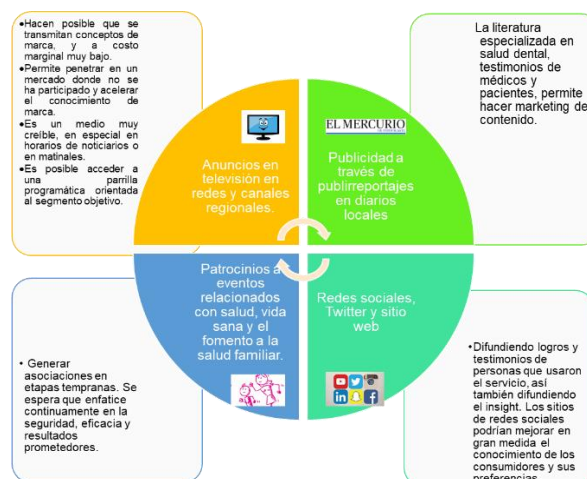 •Hacen posible que se
transmitan conceptos de
marca, y a costo
marginal muy bajo.
•Permite penetrar en un
mercado donde no se
ha participado y acelerar
el conocimiento de
marca.
•Es un medio muy
creíble, en especial en
horarios de noticiarios o
en matinales.
•Es posible acceder a
una parrilla
programática orientada
al segmento objetivo.
Anuncios en
televisión en
redes y canales
regionales.
EL MERCURIO
Publicidad a
través de
publirreportajes
en diarios
locales
La literatura
especializada en
salud dental,
testimonios de
médicos y
pacientes, permite
hacer marketing de
contenido.
Patrocinios a
eventos
relacionados
con salud, vida
sana y el
fomento a la
salud familiar.
Redes sociales,
Twitter y sitio
web
• Generar
asociaciones en
etapas tempranas. Se
espera que enfatice
continuamente en la
seguridad, eficacia y
resultados
prometedores.
•Difundiendo logros y
testimonios de
personas que usaron
el servicio, así
también difundiendo
el insight. Los sitios
de redes sociales
podrían mejorar en
gran medida el
conocimiento de los
consumidores y sus
preferencias